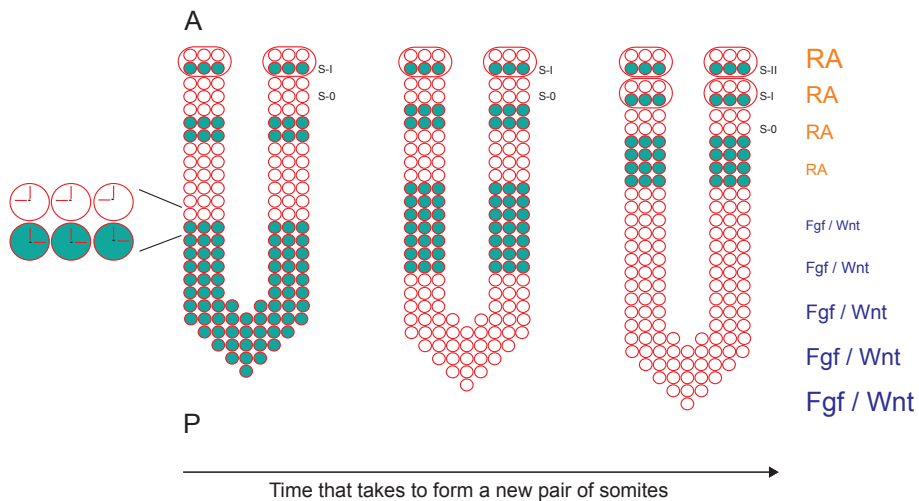 A
S-I
S-0
S-I
S-0
S-II
S-I
S-0
RA
RA
RA
RA
Fgf / Wnt
Fgf / Wnt
Fgf / Wnt
Fgf / Wnt
Fgf / Wnt
P
Time that takes to form a new pair of somites